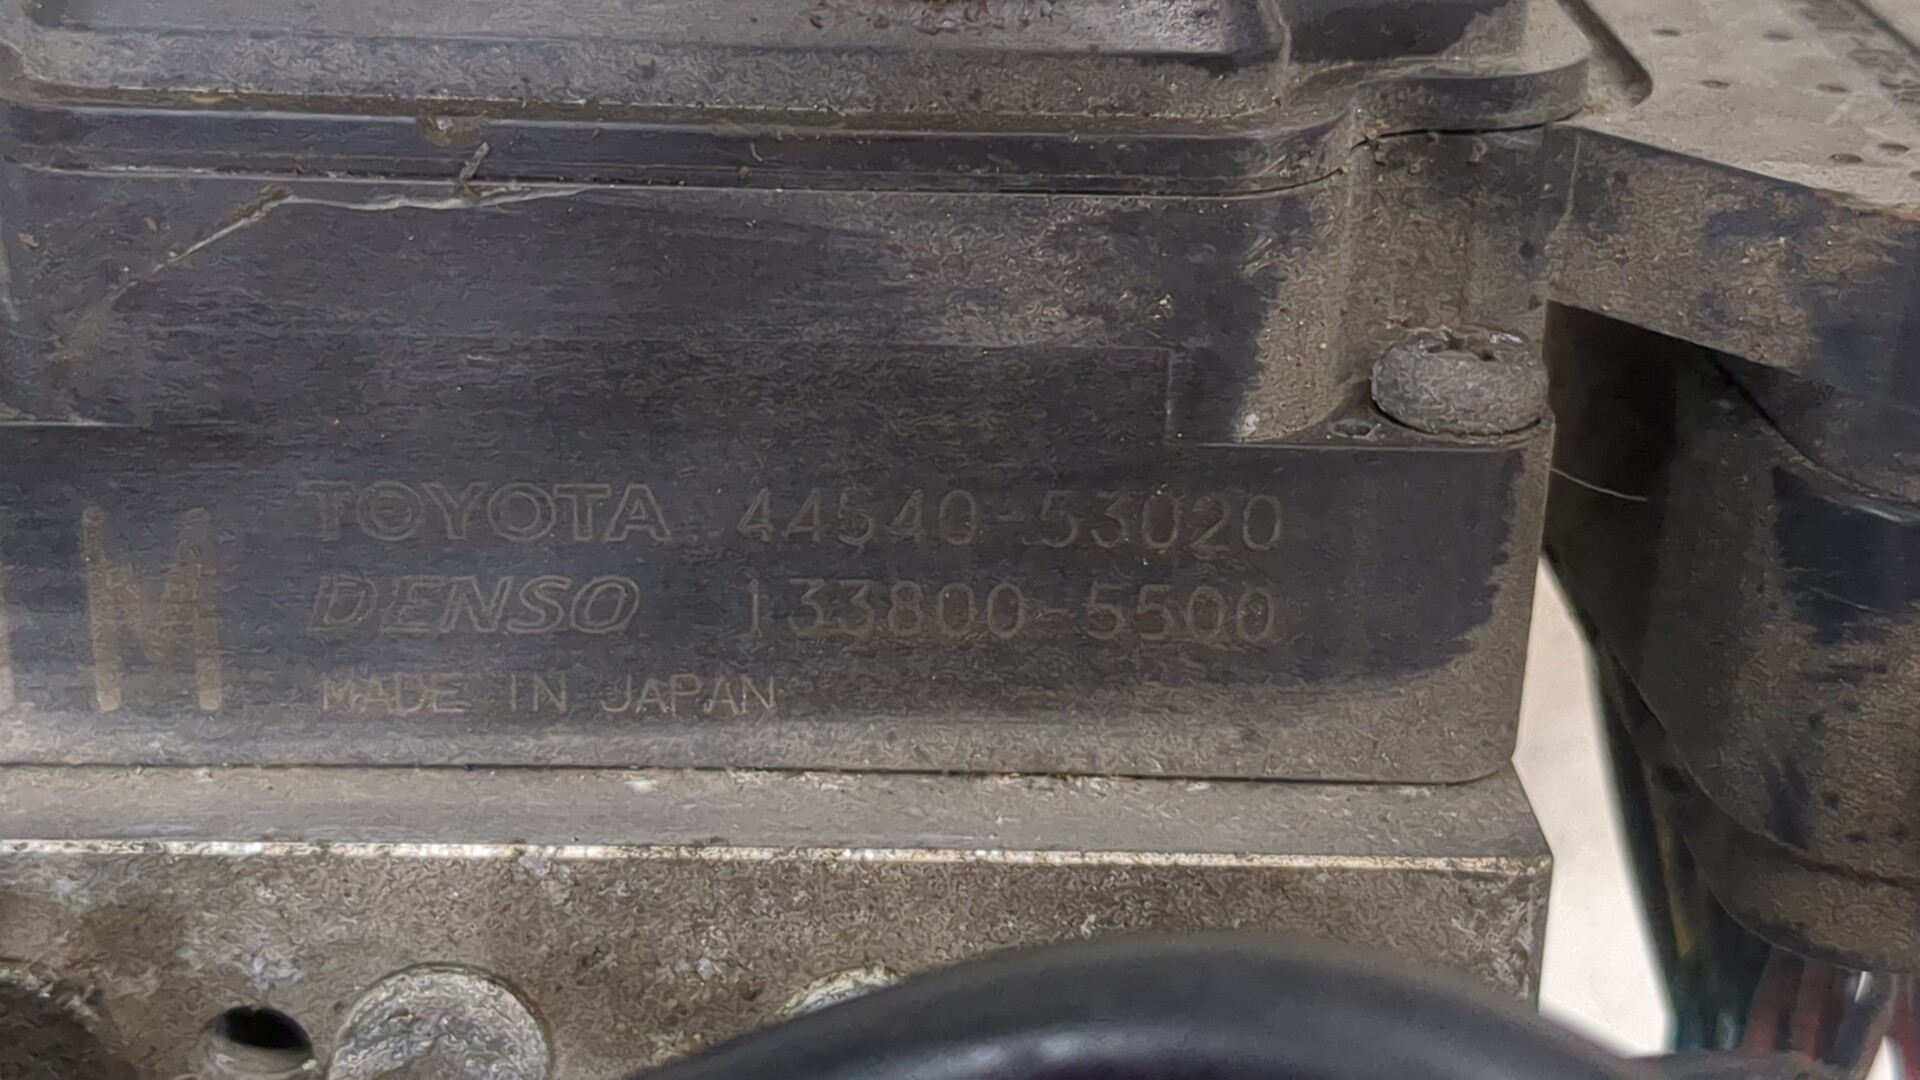 TOYOTA 44540-53020
DENSO 133800-5500
M
MADE IN JAPAN